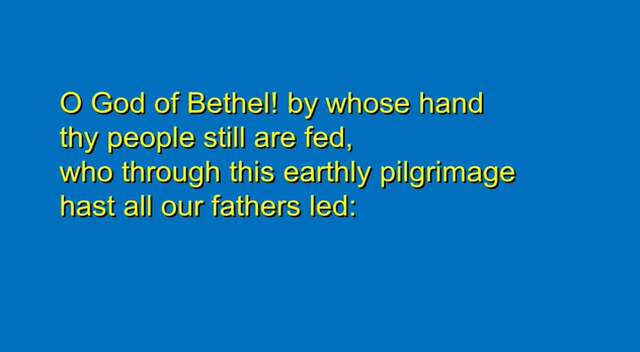 O God of Bethel! by whose hand
thy people still are fed,
who through this earthly pilgrimage
hast all our fathers led: